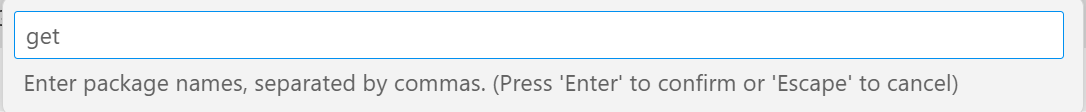 get
Enter package names, separated by commas. (Press 'Enter' to confirm or 'Escape' to cancel)